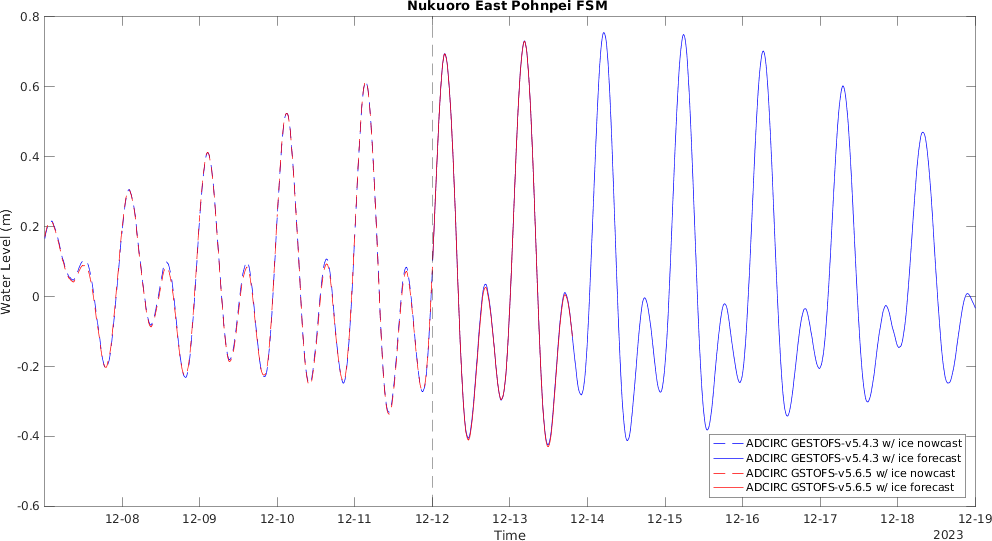 Nukuoro East Pohnpei FSM
0.8
0.6
0.4
0.2
0
-0.2
-0.4
-0.6
Water Level (m)
ADCIRC GESTOFS-v5.4.3 w/ ice nowcast
ADCIRC GESTOFS-v5.4.3 w/ ice forecast
ADCIRC GSTOFS-v5.6.5 w/ ice nowcast
ADCIRC GSTOFS-v5.6.5 w/ ice forecast
12-08 12-09 12-10 12-11 12-12 12-13 12-14 12-15 12-16 12-17 12-18 12-19
Time
2023